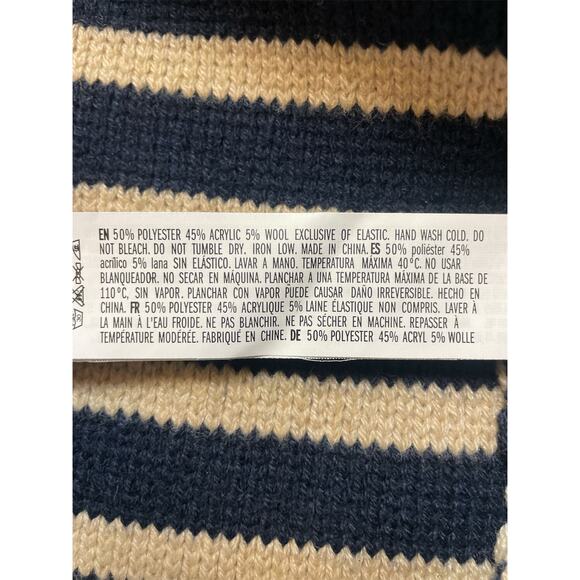 EN 50% POLYESTER 45% ACRYLIC 5% WOOL EXCLUSIVE OF ELASTIC. HAND WASH COLD. DO
NOT BLEACH. DO NOT TUMBLE DRY. IRON LOW. MADE IN CHINA. ES 50% poliéster 45%
acrílico 5% lana SIN ELÁSTICO. LAVAR A MANO. TEMPERATURA MÁXIMA 40°C. NO USAR
BLANQUEADOR. NO SECAR EN MÁQUINA. PLANCHAR A UNA TEMPERATURA MÁXIMA DE LA BASE DE
110°C, SIN VAPOR. PLANCHAR CON VAPOR PUEDE CAUSAR DAÑO IRREVERSIBLE. HECHO EN
CHINA. FR 50% POLYESTER 45% ACRYLIQUE 5% LAINE ÉLASTIQUE NON COMPRIS. LAVER À
LA MAIN À L'EAU FROIDE. NE PAS BLANCHIR. NE PAS SÉCHER EN MACHINE. REPASSER À
TEMPÉRATURE MODÉRÉE. FABRIQUÉ EN CHINE. DE 50% POLYESTER 45% ACRYL 5% WOLLE